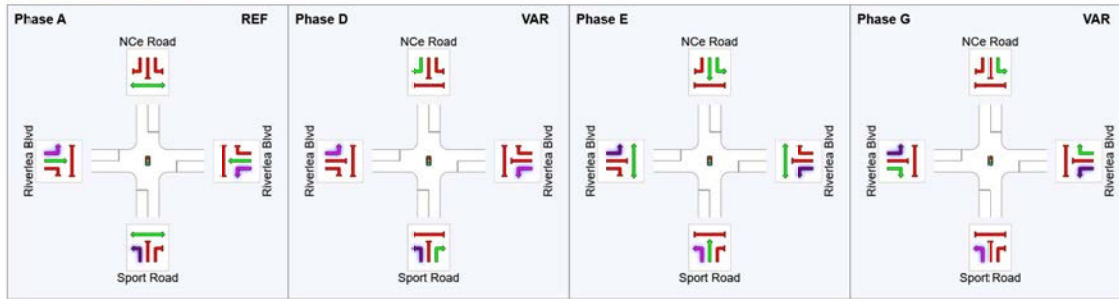 Phase A REF
NCe Road
Riverlea Blvd
Riverlea Blvd
Sport Road
Phase D VAR
NCe Road
Riverlea Blvd
Riverlea Blvd
Sport Road
Phase E
NCe Road
Riverlea Blvd
Riverlea Blvd
Sport Road
Phase G VAR
NCe Road
Riverlea Blvd
Riverlea Blvd
Sport Road